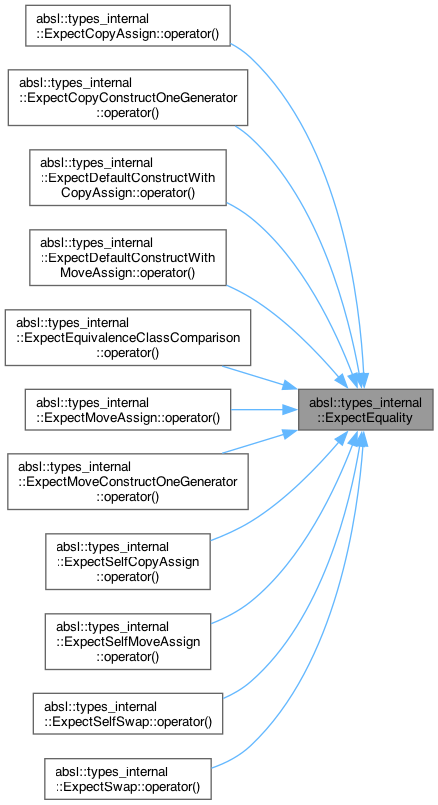 absl::types_internal
::ExpectCopyAssign::operator()
absl::types_internal
::ExpectCopyConstructOneGenerator
::operator()
absl::types_internal
::ExpectDefaultConstructWith
CopyAssign::operator()
absl::types_internal
::ExpectDefaultConstructWith
MoveAssign::operator()
absl::types_internal
::ExpectEquivalenceClassComparison
::operator()
absl::types_internal
::ExpectMoveAssign::operator()
absl::types_internal
::ExpectMoveConstructOneGenerator
::operator()
absl::types_internal
::ExpectSelfCopyAssign
::operator()
absl::types_internal
::ExpectSelfMoveAssign
::operator()
absl::types_internal
::ExpectSelfSwap::operator()
absl::types_internal
::ExpectSwap::operator()
absl::types_internal
::ExpectEquality